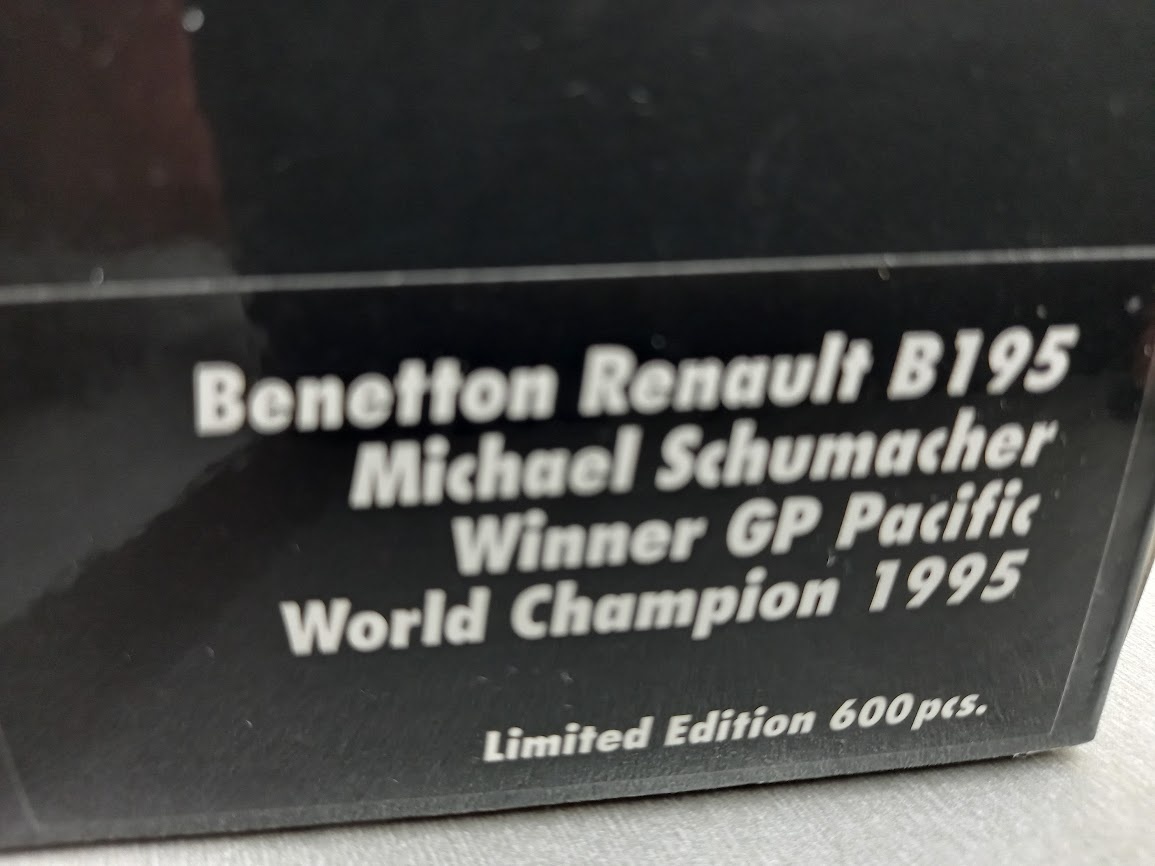 Benetton Renault B195
Michael Schumacher
Winner GP Pacific
World Champion 1995
Limited Edition 600pcs.